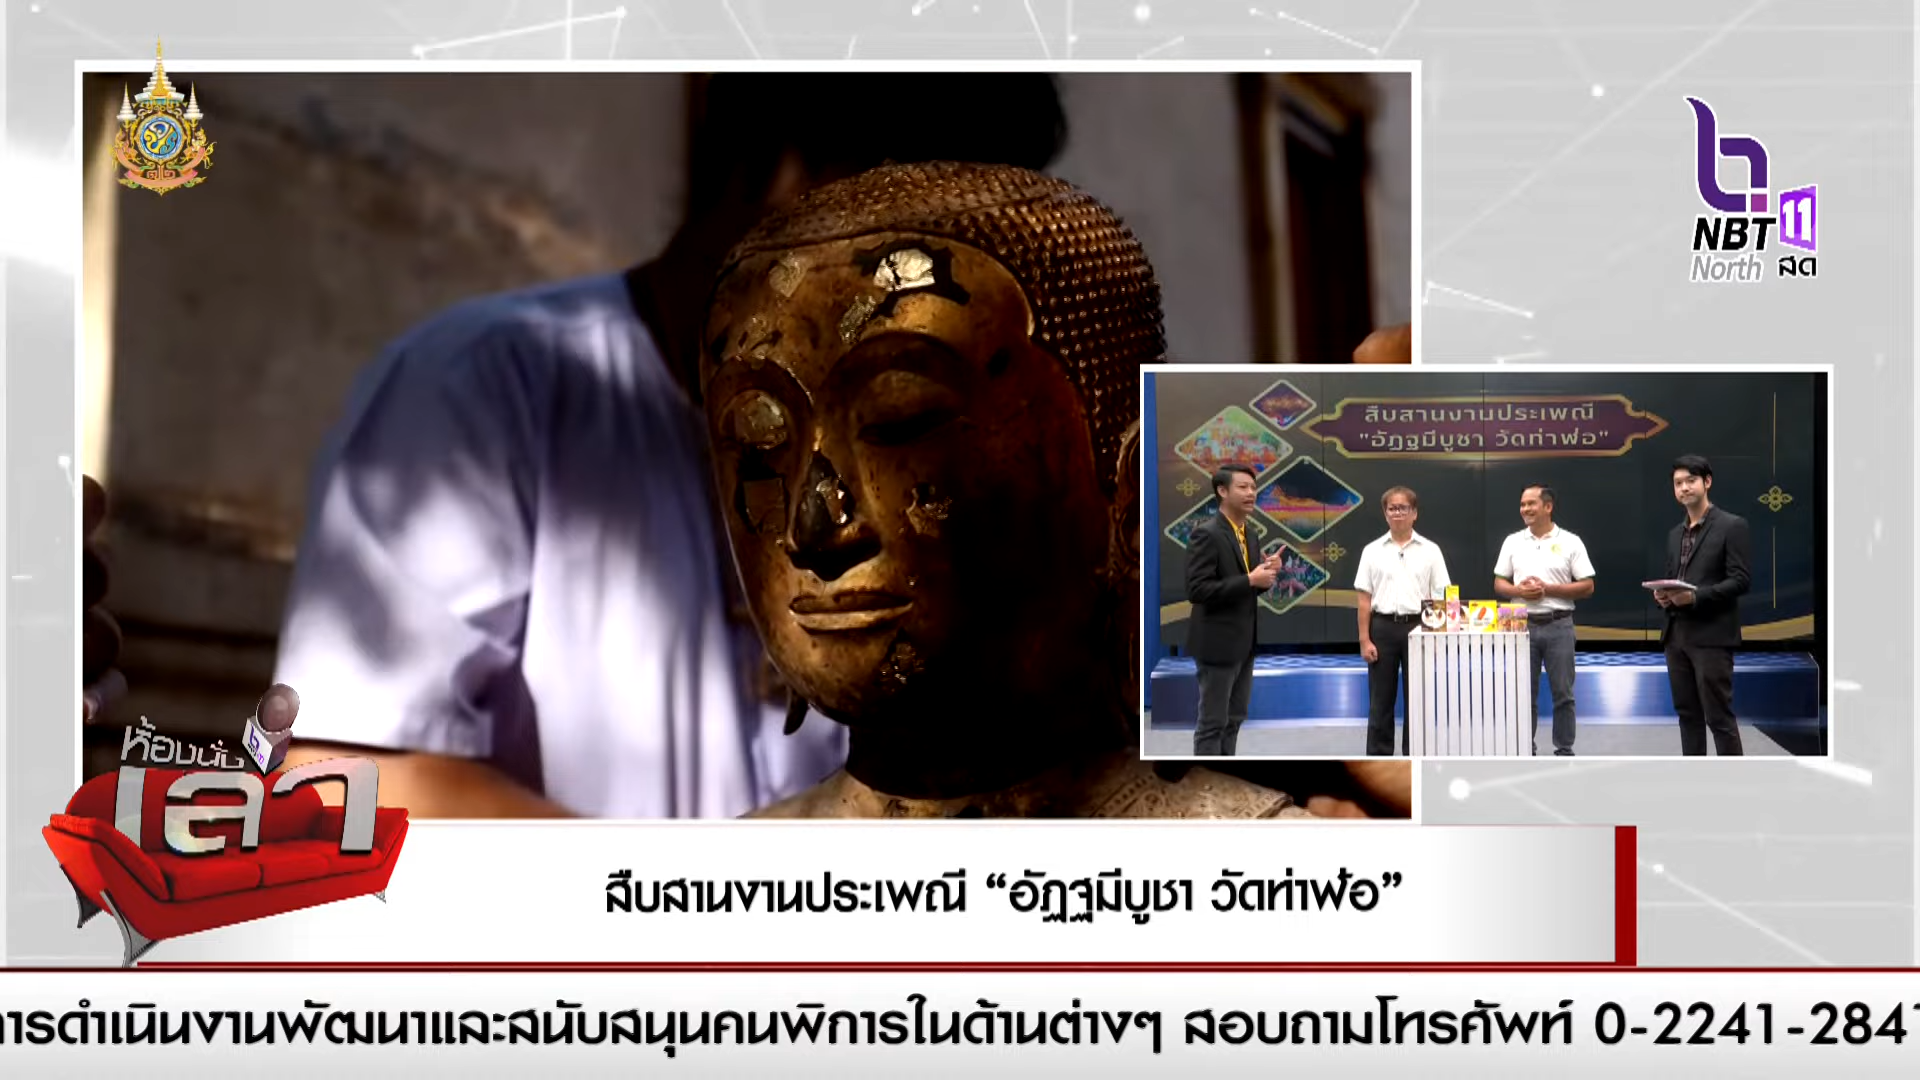 NBT 11
North สด
สืบสานงานประเพณี
"อัฏฐมีบูชา วัดท่าฬ่อ"
ห้องนั่ง
เล่า
สืบสานงานประเพณี “อัฏฐมีบูชา วัดท่าฬ่อ”
การดำเนินงานพัฒนาและสนับสนุนคนพิการในด้านต่างๆ สอบถามโทรศัพท์ 0-2241-2841